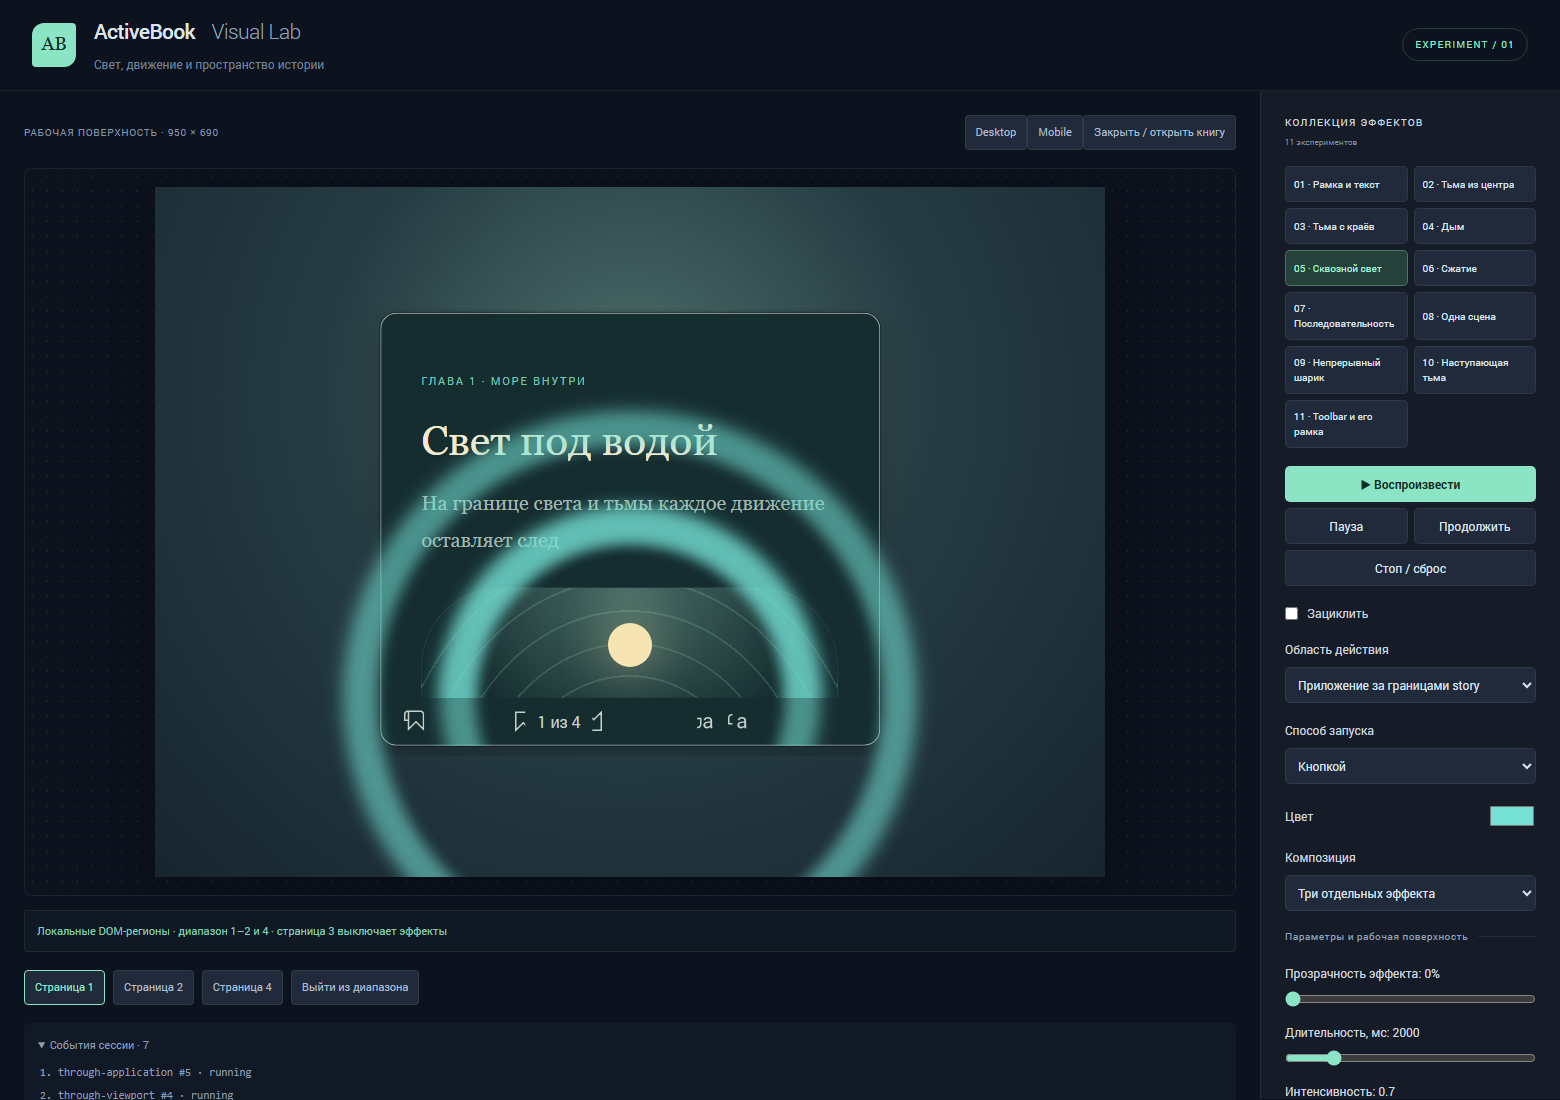 AB
ActiveBook Visual Lab
Свет, движение и пространство истории
EXPERIMENT / 01
РАБОЧАЯ ПОВЕРХНОСТЬ · 950 × 690
Desktop
Mobile
Закрыть / открыть книгу
ГЛАВА 1 · МОРЕ ВНУТРИ
Свет под водой
На границе света и тьмы каждое движение
оставляет след
1 из 4
а
а
Локальные DOM-регионы · диапазон 1–2 и 4 · страница 3 выключает эффекты
Страница 1
Страница 2
Страница 4
Выйти из диапазона
▼ События сессии · 7
1. through-application #5 · running
2. through-viewport #4 · running
КОЛЛЕКЦИЯ ЭФФЕКТОВ
11 экспериментов
01 · Рамка и текст
02 · Тьма из центра
03 · Тьма с краёв
04 · Дым
05 · Сквозной свет
06 · Сжатие
07 ·
Последовательность
08 · Одна сцена
09 · Непрерывный
шарик
10 · Наступающая
тьма
11 · Toolbar и его
рамка
▶ Воспроизвести
Пауза
Продолжить
Стоп / сброс
Зациклить
Область действия
Приложение за границами story
Способ запуска
Кнопкой
Цвет
Композиция
Три отдельных эффекта
Параметры и рабочая поверхность
Прозрачность эффекта: 0%
Длительность, мс: 2000
Интенсивность: 0.7